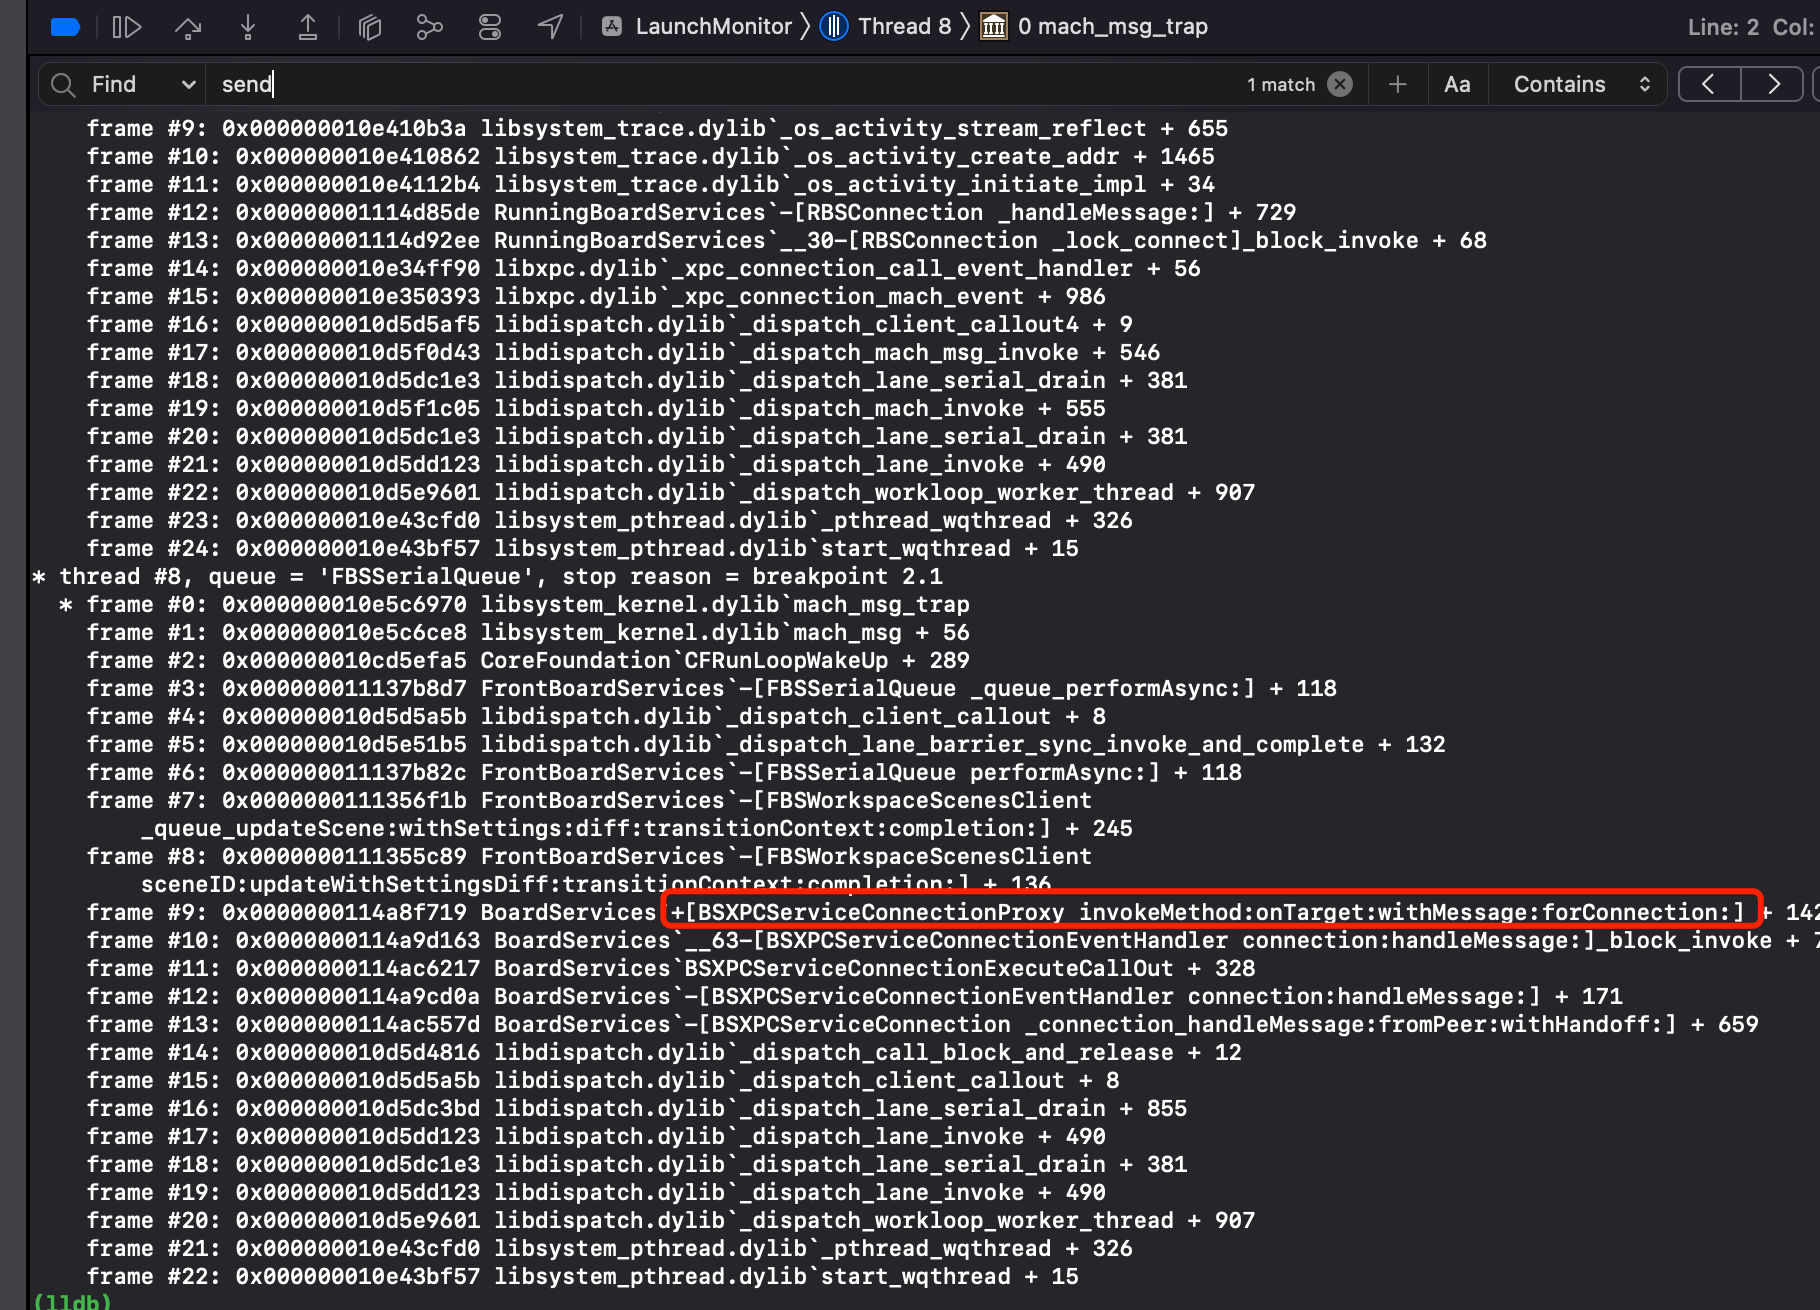 LaunchMonitor 〉 Thread 8 〉 0 mach_msg_trap
Line: 2 Col:
Find send 1 match + Aa Contains
frame #9: 0x000000010e410b3a libsystem_trace.dylib`_os_activity_stream_reflect + 655
frame #10: 0x000000010e410862 libsystem_trace.dylib`_os_activity_create_addr + 1465
frame #11: 0x000000010e4112b4 libsystem_trace.dylib`_os_activity_initiate_impl + 34
frame #12: 0x00000001114d85de RunningBoardServices`-[RBSConnection _handleMessage:] + 729
frame #13: 0x00000001114d92ee RunningBoardServices`__30-[RBSConnection _lock_connect]_block_invoke + 68
frame #14: 0x000000010e34ff90 libxpc.dylib`_xpc_connection_call_event_handler + 56
frame #15: 0x000000010e350393 libxpc.dylib`_xpc_connection_mach_event + 986
frame #16: 0x000000010d5d5af5 libdispatch.dylib`_dispatch_client_callout4 + 9
frame #17: 0x000000010d5f0d43 libdispatch.dylib`_dispatch_mach_msg_invoke + 546
frame #18: 0x000000010d5dc1e3 libdispatch.dylib`_dispatch_lane_serial_drain + 381
frame #19: 0x000000010d5f1c05 libdispatch.dylib`_dispatch_mach_invoke + 555
frame #20: 0x000000010d5dc1e3 libdispatch.dylib`_dispatch_lane_serial_drain + 381
frame #21: 0x000000010d5dd123 libdispatch.dylib`_dispatch_lane_invoke + 490
frame #22: 0x000000010d5e9601 libdispatch.dylib`_dispatch_workloop_worker_thread + 907
frame #23: 0x000000010e43cfd0 libsystem_pthread.dylib`_pthread_wqthread + 326
frame #24: 0x000000010e43bf57 libsystem_pthread.dylib`start_wqthread + 15
* thread #8, queue = 'FBSSerialQueue', stop reason = breakpoint 2.1
* frame #0: 0x000000010e5c6970 libsystem_kernel.dylib`mach_msg_trap
frame #1: 0x000000010e5c6ce8 libsystem_kernel.dylib`mach_msg + 56
frame #2: 0x000000010cd5efa5 CoreFoundation`CFRunLoopWakeUp + 289
frame #3: 0x000000011137b8d7 FrontBoardServices`-[FBSSerialQueue _queue_performAsync:] + 118
frame #4: 0x000000010d5d5a5b libdispatch.dylib`_dispatch_client_callout + 8
frame #5: 0x000000010d5e51b5 libdispatch.dylib`_dispatch_lane_barrier_sync_invoke_and_complete + 132
frame #6: 0x000000011137b82c FrontBoardServices`-[FBSSerialQueue performAsync:] + 118
frame #7: 0x0000000111356f1b FrontBoardServices`-[FBSWorkspaceScenesClient
_queue_updateScene:withSettings:diff:transitionContext:completion:] + 245
frame #8: 0x0000000111355c89 FrontBoardServices`-[FBSWorkspaceScenesClient
sceneID:updateWithSettingsDiff:transitionContext:completion:] + 136
frame #9: 0x0000000114a8f719 BoardServices`+[BSXPCServiceConnectionProxy invokeMethod:onTarget:withMessage:forConnection:] + 142
frame #10: 0x0000000114a9d163 BoardServices`__63-[BSXPCServiceConnectionEventHandler connection:handleMessage:]_block_invoke + 7
frame #11: 0x0000000114ac6217 BoardServices`BSXPCServiceConnectionExecuteCallOut + 328
frame #12: 0x0000000114a9cd0a BoardServices`-[BSXPCServiceConnectionEventHandler connection:handleMessage:] + 171
frame #13: 0x0000000114ac557d BoardServices`-[BSXPCServiceConnection _connection_handleMessage:fromPeer:withHandoff:] + 659
frame #14: 0x000000010d5d4816 libdispatch.dylib`_dispatch_call_block_and_release + 12
frame #15: 0x000000010d5d5a5b libdispatch.dylib`_dispatch_client_callout + 8
frame #16: 0x000000010d5dc3bd libdispatch.dylib`_dispatch_lane_serial_drain + 855
frame #17: 0x000000010d5dd123 libdispatch.dylib`_dispatch_lane_invoke + 490
frame #18: 0x000000010d5dc1e3 libdispatch.dylib`_dispatch_lane_serial_drain + 381
frame #19: 0x000000010d5dd123 libdispatch.dylib`_dispatch_lane_invoke + 490
frame #20: 0x000000010d5e9601 libdispatch.dylib`_dispatch_workloop_worker_thread + 907
frame #21: 0x000000010e43cfd0 libsystem_pthread.dylib`_pthread_wqthread + 326
frame #22: 0x000000010e43bf57 libsystem_pthread.dylib`start_wqthread + 15
(lldb)